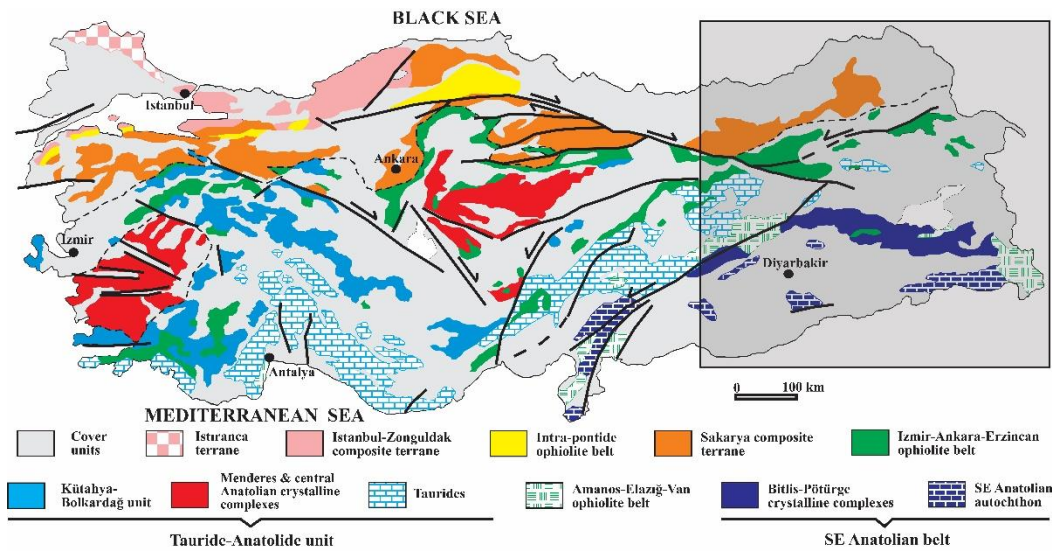 BLACK SEA
Istanbul
Ankara
Izmir
Diyarbakir
Antalya
0 100 km
MEDITERRANEAN SEA
Cover units
Isturanca terrane
Istanbul-Zonguldak composite terrane
Intra-pontide ophiolite belt
Sakarya composite terrane
Izmir-Ankara-Erzincan ophiolite belt
Kütahya-Bolkardağ unit
Menderes & central Anatolian crystalline complexes
Taurides
Amanos-Elazığ-Van ophiolite belt
Bitlis-Pötürge crystalline complexes
SE Anatolian autochthon
Tauride-Anatolide unit
SE Anatolian belt